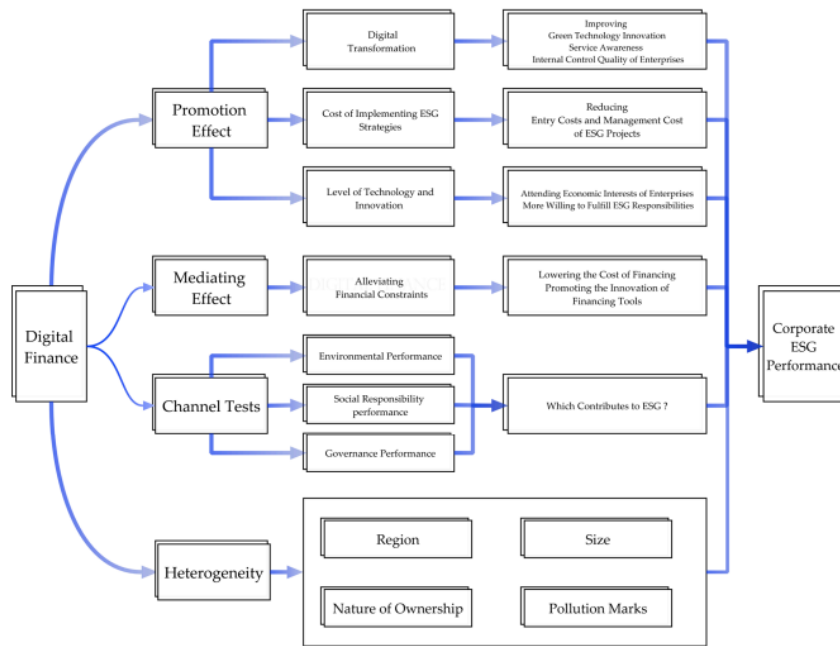 Digital
Transformation
Improving
Green Technology Innovation
Service Awareness
Internal Control Quality of Enterprises
Promotion
Effect
Cost of Implementing ESG
Strategies
Reducing
Entry Costs and Management Cost
of ESG Projects
Level of Technology and
Innovation
Attending Economic Interests of Enterprises
More Willing to Fulfill ESG Responsibilities
Mediating
Effect
Alleviating
Financial Constraints
Lowering the Cost of Financing
Promoting the Innovation of
Financing Tools
Digital
Finance
Corporate
ESG
Performance
Channel Tests
Environmental Performance
Social Responsibility
performance
Governance Performance
Which Contributes to ESG ?
Heterogeneity
Region
Size
Nature of Ownership
Pollution Marks